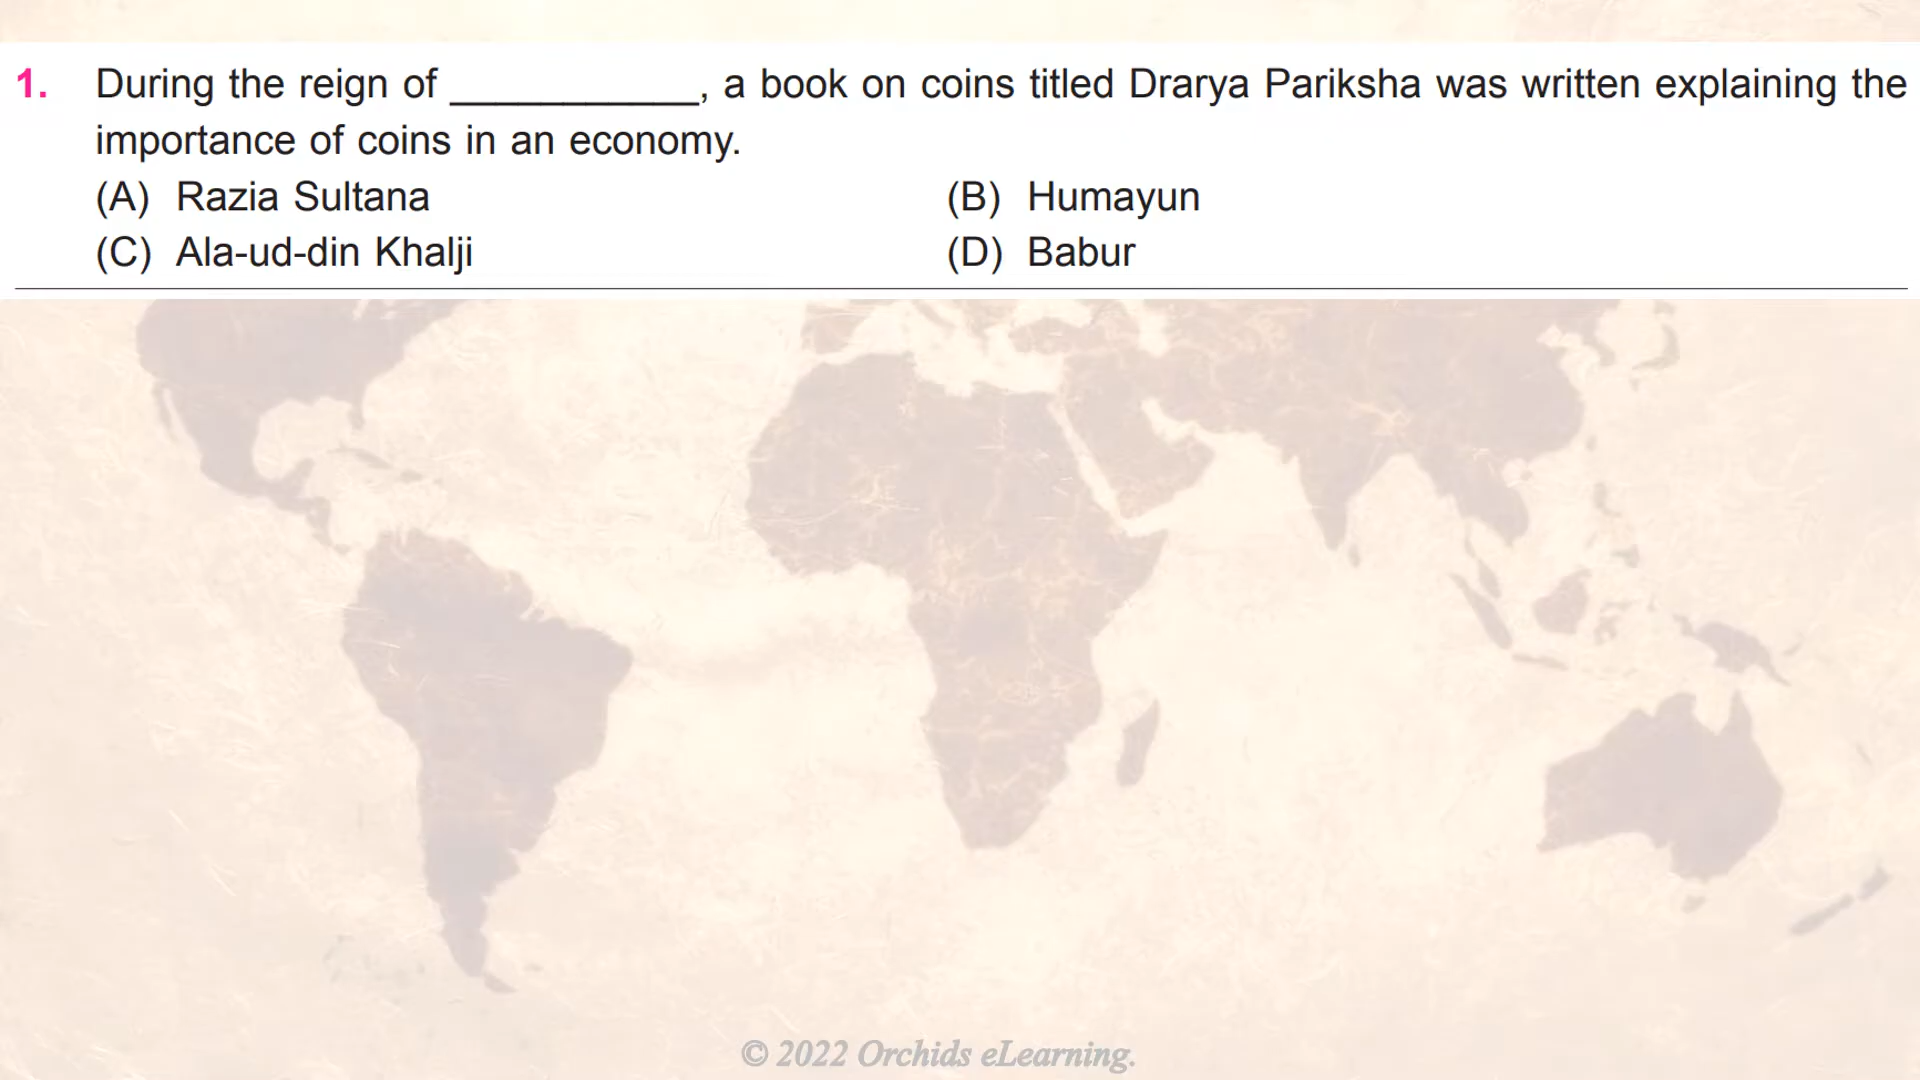 1. During the reign of ___________, a book on coins titled Drarya Pariksha was written explaining the
importance of coins in an economy.
(A) Razia Sultana (B) Humayun
(C) Ala-ud-din Khalji (D) Babur
© 2022 Orchids eLearning.